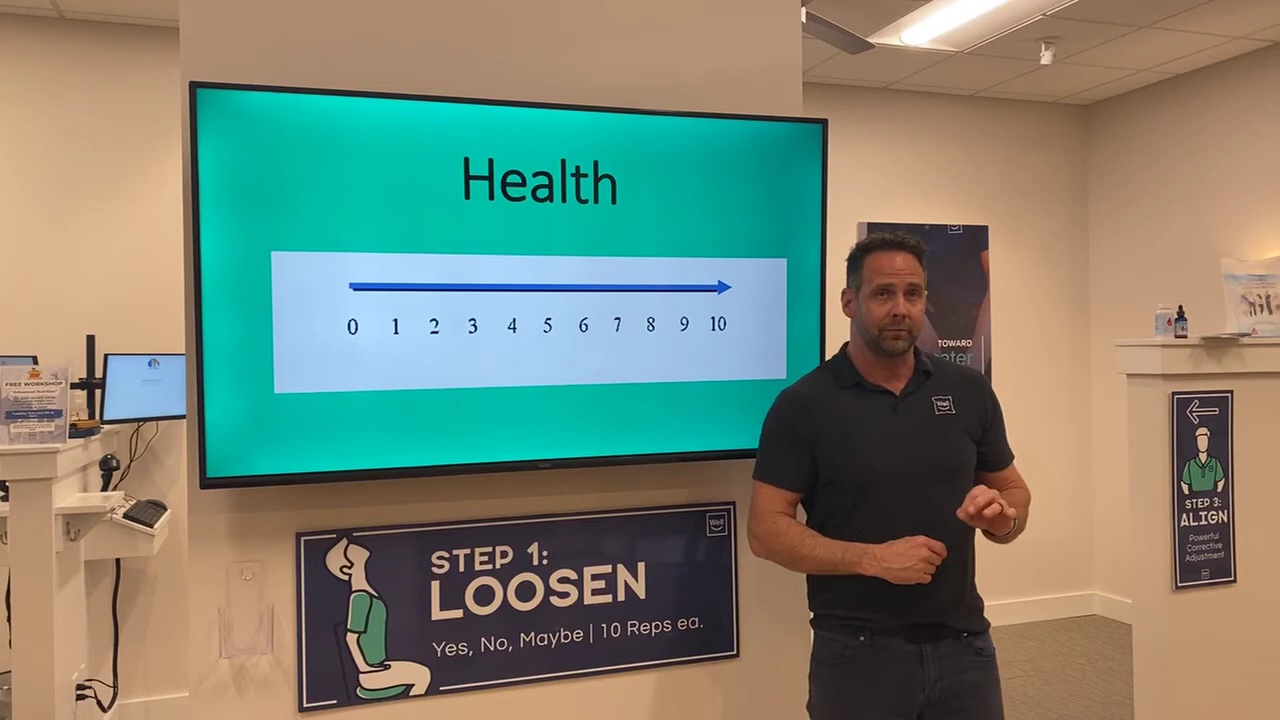 Health
0 1 2 3 4 5 6 7 8 9 10
STEP 1:
LOOSEN
Yes, No, Maybe | 10 Reps ea.
Well
FREE WORKSHOP
TOWARD
Well
STEP 3:
ALIGN
Powerful
Corrective
Adjustment